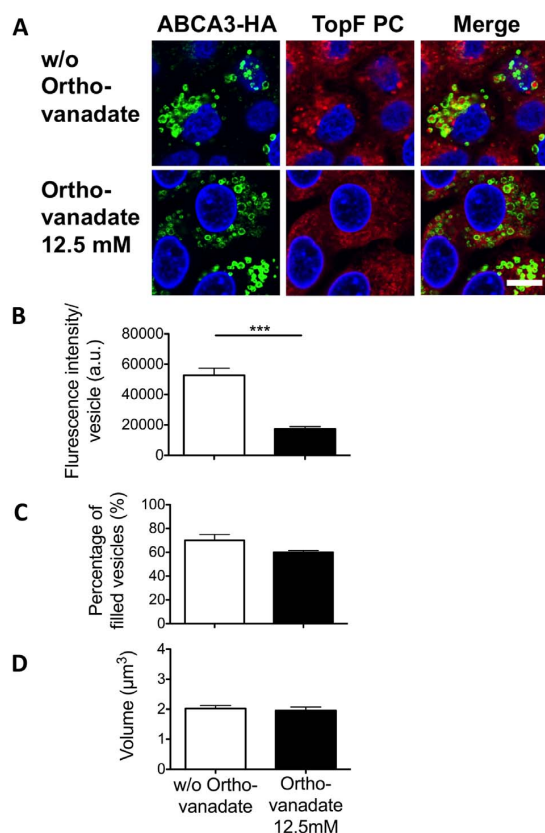 A
ABCA3-HA TopF PC Merge
w/o
Ortho-
vanadate
Ortho-
vanadate
12.5 mM
B
Flurescence intensity/
vesicle (a.u.)
80000
60000
40000
20000
0
***
C
Percentage of
filled vesicles (%)
100
80
60
40
20
0
D
Volume (µm³)
4
3
2
1
0
w/o Ortho-
vanadate
Ortho-
vanadate
12.5mM